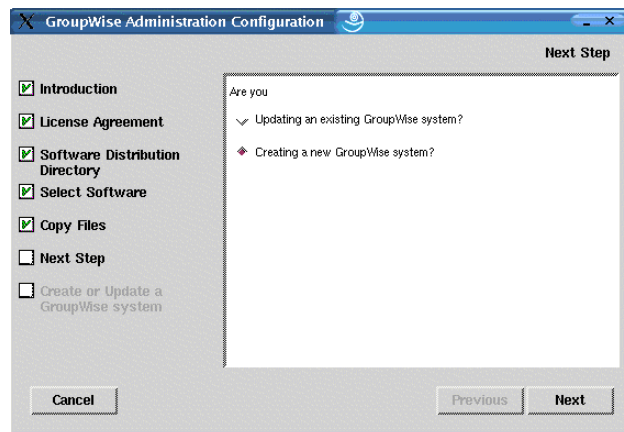 GroupWise Administration Configuration
Next Step
Introduction
License Agreement
Software Distribution
Directory
Select Software
Copy Files
Next Step
Create or Update a
GroupWise system
Are you
Updating an existing GroupWise system?
Creating a new GroupWise system?
Cancel
Previous
Next